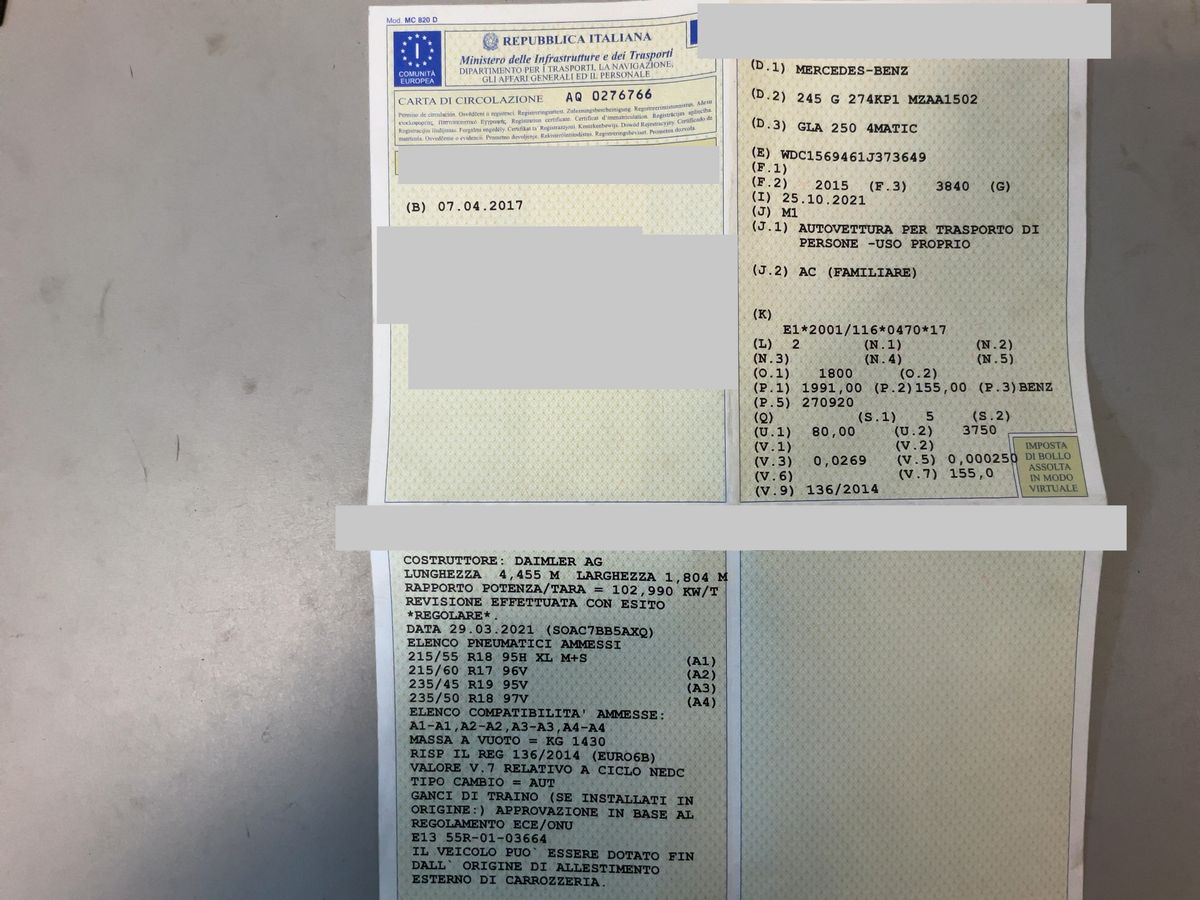 Mod. MC 820 D
I
COMUNITÀ
EUROPEA
REPUBBLICA ITALIANA
Ministero delle Infrastrutture e dei Trasporti
DIPARTIMENTO PER I TRASPORTI, LA NAVIGAZIONE,
GLI AFFARI GENERALI ED IL PERSONALE
CARTA DI CIRCOLAZIONE AQ 0276766
(B) 07.04.2017
(D.1) MERCEDES-BENZ
(D.2) 245 G 274KP1 MZAA1502
(D.3) GLA 250 4MATIC
(E) WDC1569461J373649
(F.1)
(F.2) 2015 (F.3) 3840 (G)
(I) 25.10.2021
(J) M1
(J.1) AUTOVETTURA PER TRASPORTO DI
PERSONE -USO PROPRIO
(J.2) AC (FAMILIARE)
(K)
E1*2001/116*0470*17
(L) 2 (N.1) (N.2)
(N.3) (N.4) (N.5)
(O.1) 1800 (O.2)
(P.1) 1991,00 (P.2)155,00 (P.3)BENZ
(P.5) 270920
(Q) (S.1) 5 (S.2)
(U.1) 80,00 (U.2) 3750
(V.1) (V.2)
(V.3) 0,0269 (V.5) 0,000250
(V.6) (V.7) 155,0
(V.9) 136/2014
IMPOSTA
DI BOLLO
ASSOLTA
IN MODO
VIRTUALE
COSTRUTTORE: DAIMLER AG
LUNGHEZZA 4,455 M LARGHEZZA 1,804 M
RAPPORTO POTENZA/TARA = 102,990 KW/T
REVISIONE EFFETTUATA CON ESITO
*REGOLARE*.
DATA 29.03.2021 (SOAC7BB5AXQ)
ELENCO PNEUMATICI AMMESSI
215/55 R18 95H XL M+S (A1)
215/60 R17 96V (A2)
235/45 R19 95V (A3)
235/50 R18 97V (A4)
ELENCO COMPATIBILITA' AMMESSE:
A1-A1,A2-A2,A3-A3,A4-A4
MASSA A VUOTO = KG 1430
RISP IL REG 136/2014 (EURO6B)
VALORE V.7 RELATIVO A CICLO NEDC
TIPO CAMBIO = AUT
GANCI DI TRAINO (SE INSTALLATI IN
ORIGINE:) APPROVAZIONE IN BASE AL
REGOLAMENTO ECE/ONU
E13 55R-01-03664
IL VEICOLO PUO` ESSERE DOTATO FIN
DALL` ORIGINE DI ALLESTIMENTO
ESTERNO DI CARROZZERIA.